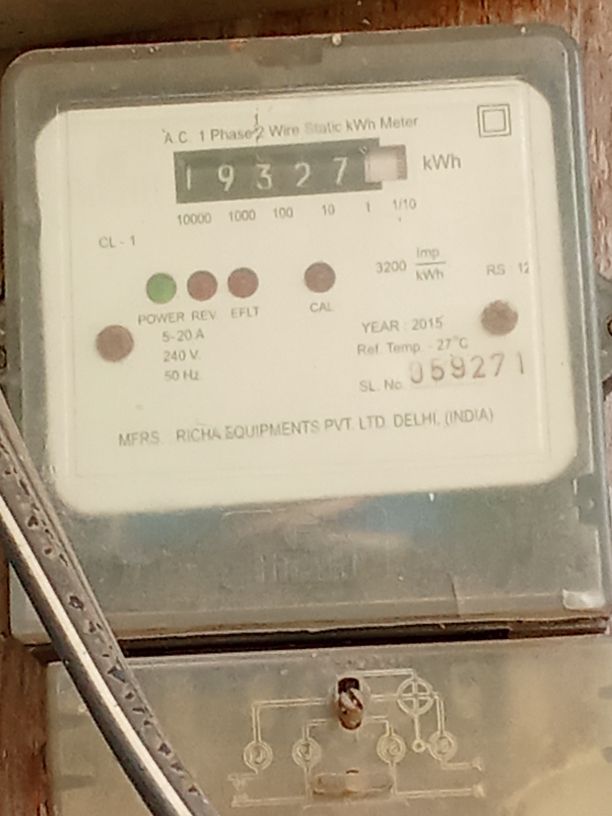 A.C. 1 Phase 2 Wire Static kWh Meter
19327 kWh
10000 1000 100 10 1 1/10
CL - 1
3200 Imp/kWh
RS 12
POWER REV EFLT CAL
5-20 A
240 V.
50 Hz.
YEARS : 2015
Ref. Temp. - 27°C
SL. No. 059271
MFRS. RICHA EQUIPMENTS PVT. LTD. DELHI, (INDIA)